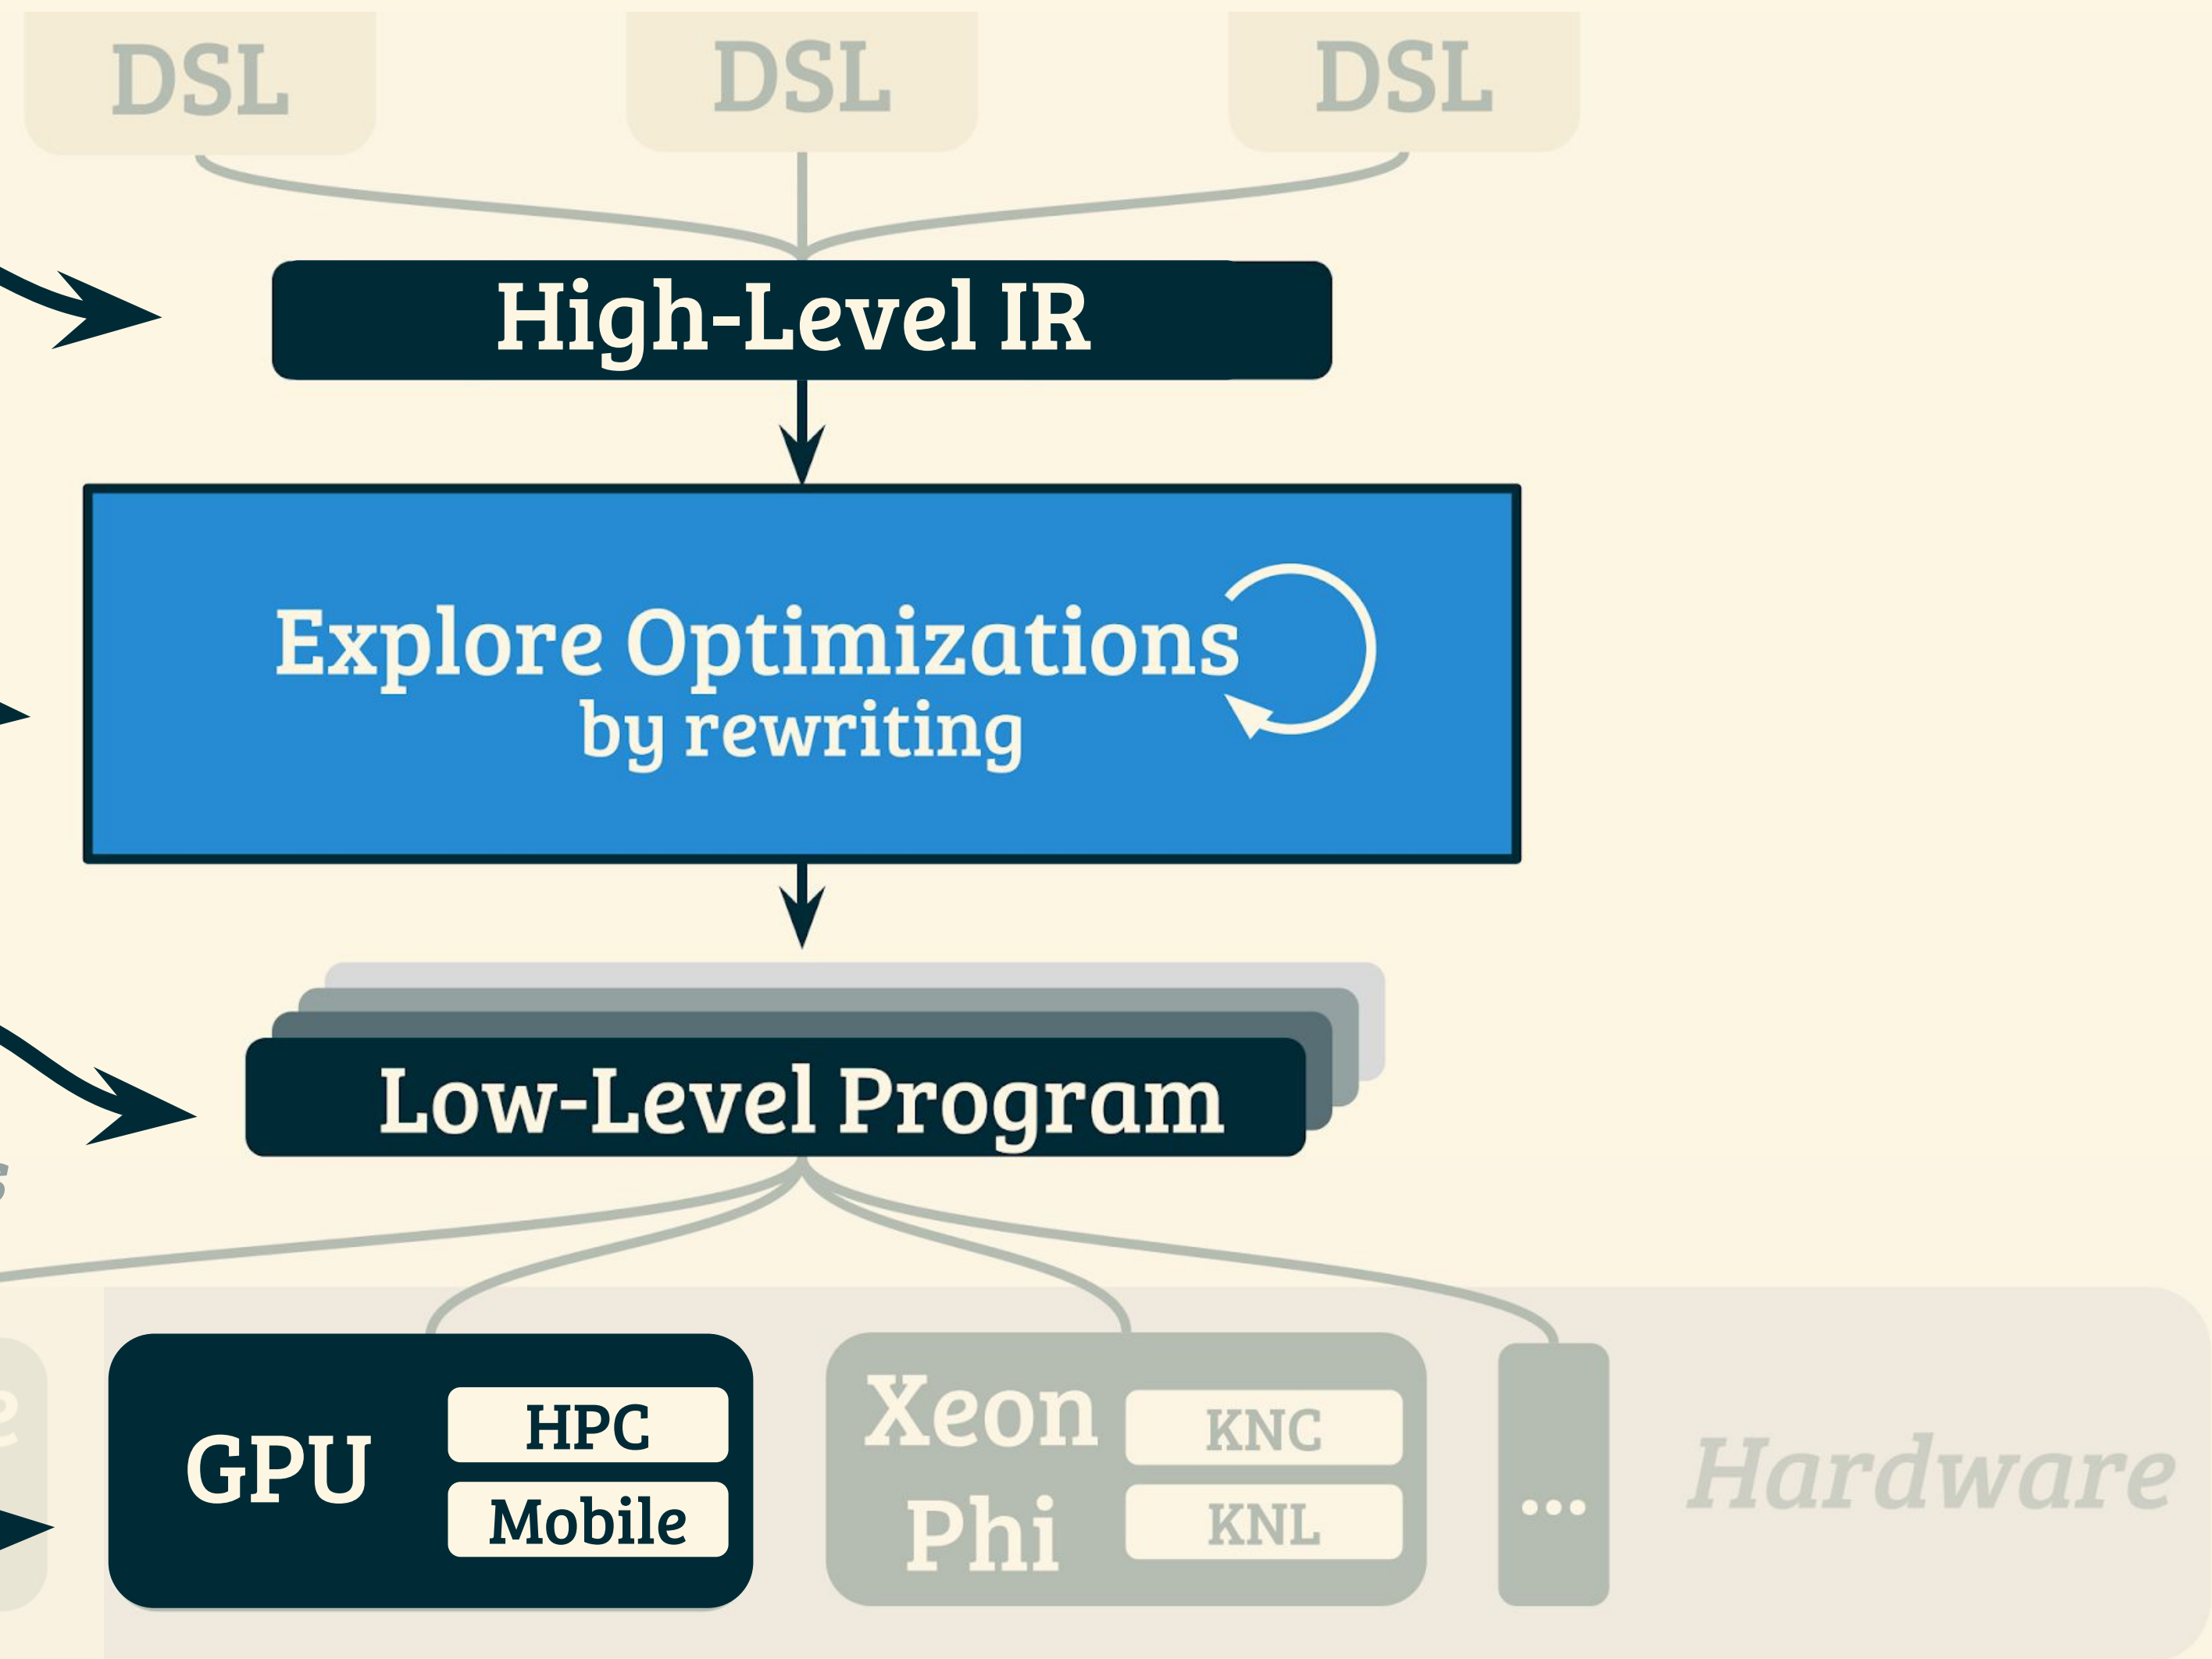 DSL
DSL
DSL
High-Level IR
Explore Optimizations
by rewriting
Low-Level Program
GPU
HPC
Mobile
Xeon
Phi
KNC
KNL
...
Hardware